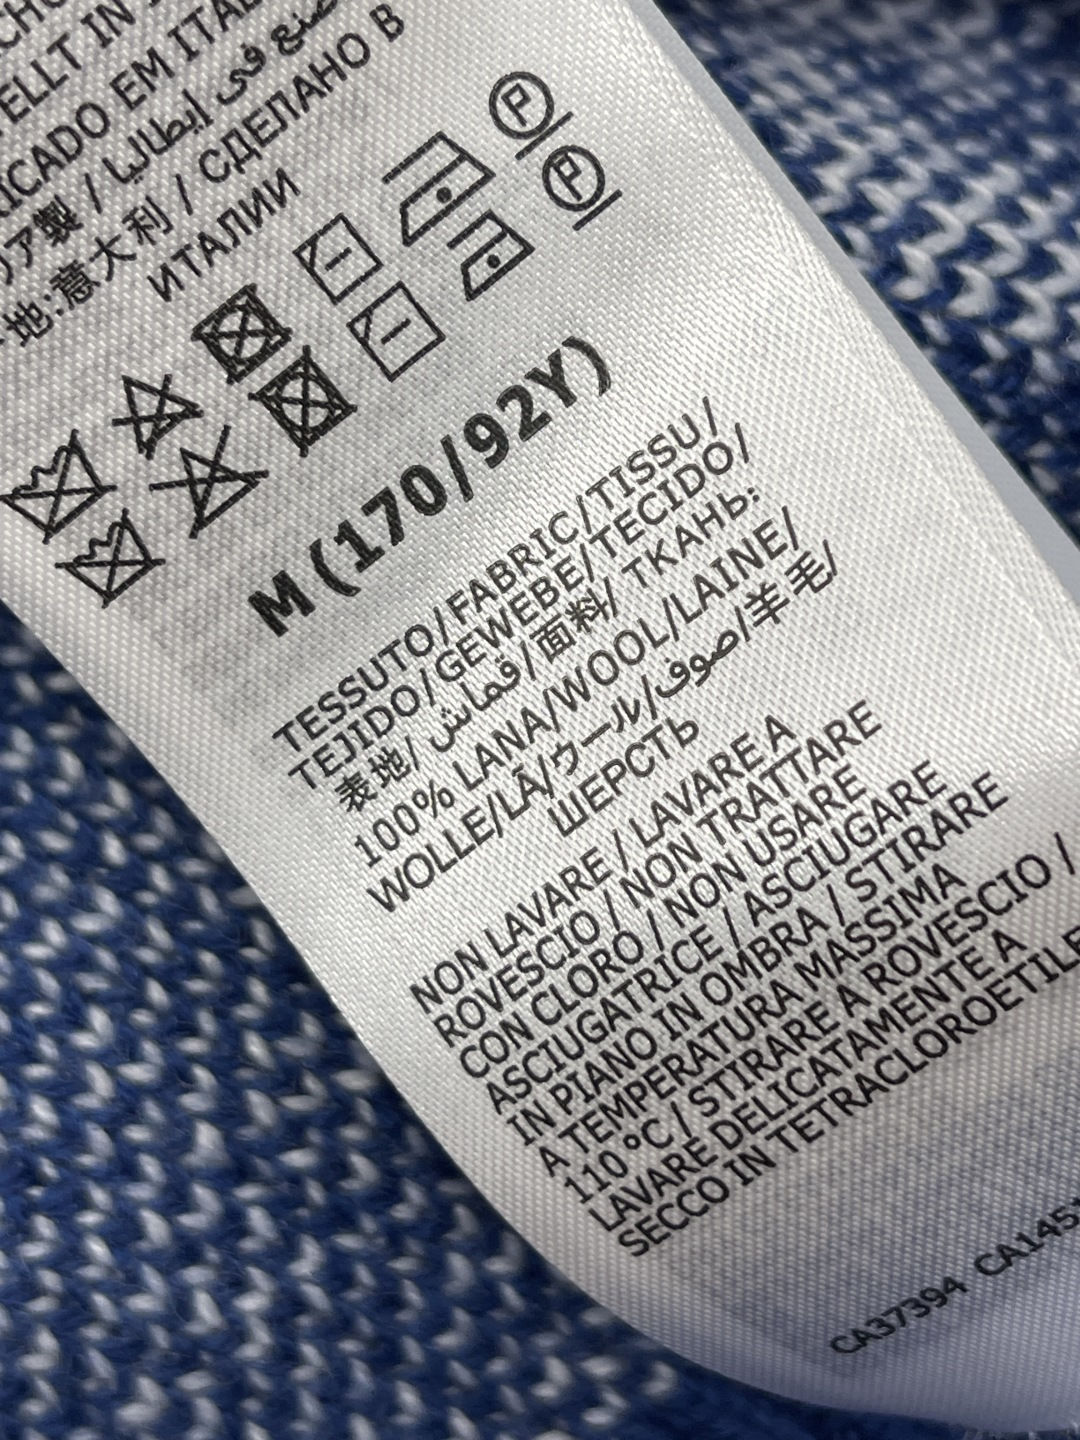 ELLT IN
RICADO EM ITAL
صنع في إيطاليا / СДЕЛАНО В
ア製 /
地:意大利 /
ИТАЛИИ
P
P
M (170/92Y)
TESSUTO/FABRIC/TISSU/
TEJIDO/GEWEBE/TECIDO/
表地/قماش/面料/ ТКАНЬ:
100% LANA/WOOL/LAINE/
WOLLE/LÃ/ウール/صوف/羊毛/
ШЕРСТЬ
NON LAVARE / LAVARE A
ROVESCIO / NON TRATTARE
CON CLORO / NON USARE
ASCIUGATRICE / ASCIUGARE
IN PIANO IN OMBRA / STIRARE
A TEMPERATURA MASSIMA
110°C / STIRARE A ROVESCIO /
LAVARE DELICATAMENTE A
SECCO IN TETRACLOROETILE
CA37394 CA145